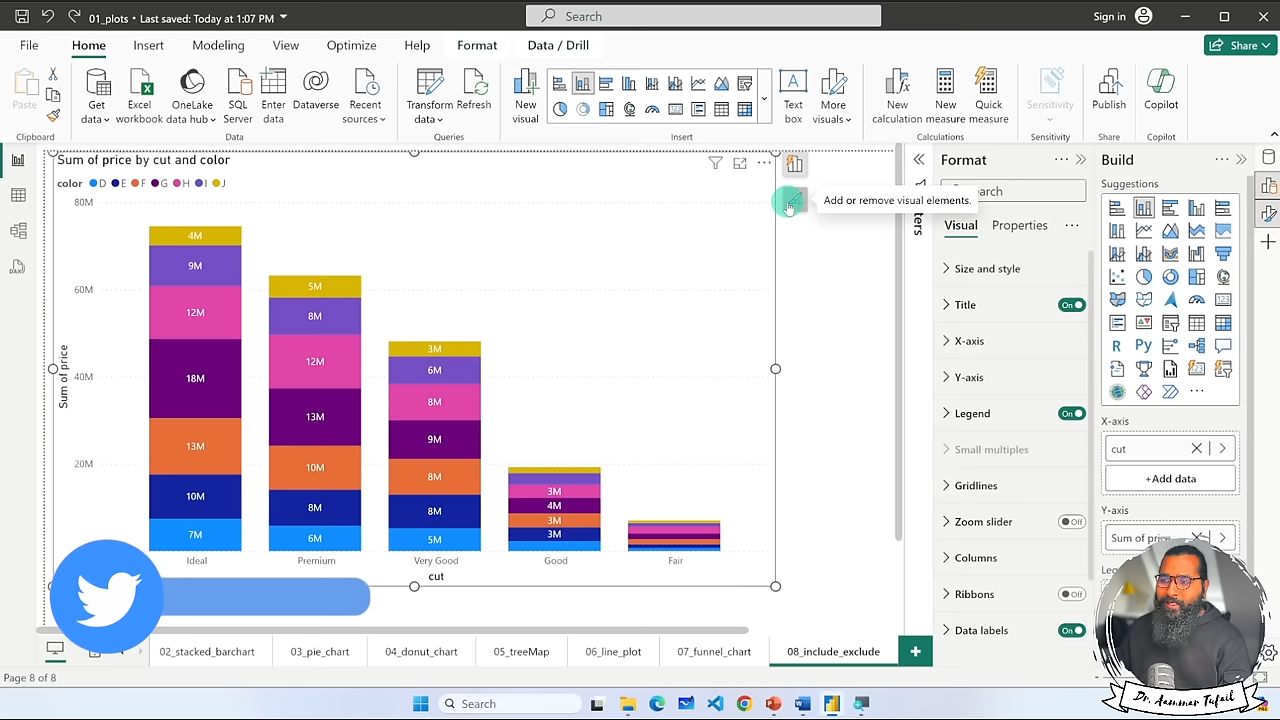 01_plots • Last saved: Today at 1:07 PM
Search
Sign in
File Home Insert Modeling View Optimize Help Format Data / Drill
Share
Paste
Get data
Excel workbook
OneLake data hub
SQL Server
Enter data
Dataverse
Recent sources
Transform data
Refresh
New visual
Text box
More visuals
New calculation
New measure
Quick measure
Sensitivity
Publish
Copilot
Clipboard Data Queries Insert Calculations Sensitivity Share Copilot
Sum of price by cut and color
color D E F G H I J
80M
60M
40M
20M
Sum of price
4M
9M
12M
18M
13M
10M
7M
5M
8M
12M
13M
10M
8M
6M
3M
6M
8M
9M
8M
8M
5M
3M
4M
3M
3M
Ideal Premium Very Good Good Fair
cut
Add or remove visual elements.
Format
Visual Properties
Size and style
Title On
X-axis
Y-axis
Legend On
Small multiples
Gridlines
Zoom slider Off
Columns
Ribbons Off
Data labels On
Build
Suggestions
R Py
X-axis
cut
+Add data
Y-axis
Sum of price
02_stacked_barchart 03_pie_chart 04_donut_chart 05_treeMap 06_line_plot 07_funnel_chart 08_include_exclude
Page 8 of 8
Search
Dr. Aammar Tufail